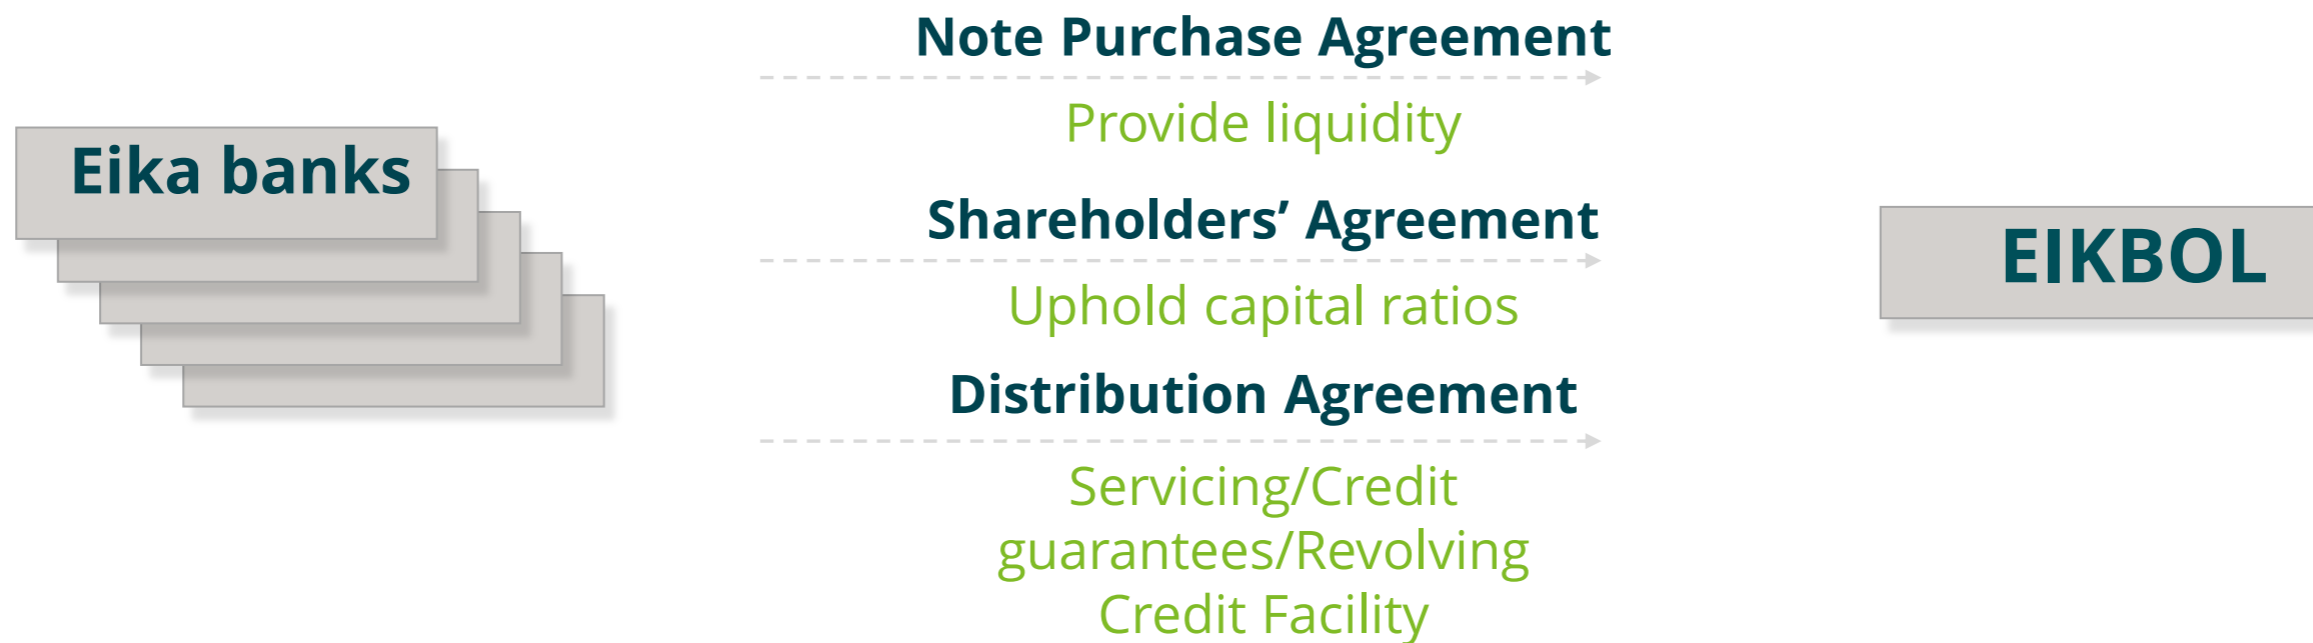 Eika banks
Note Purchase Agreement
Provide liquidity
Shareholders’ Agreement
Uphold capital ratios
Distribution Agreement
Servicing/Credit
guarantees/Revolving
Credit Facility
EIKBOL